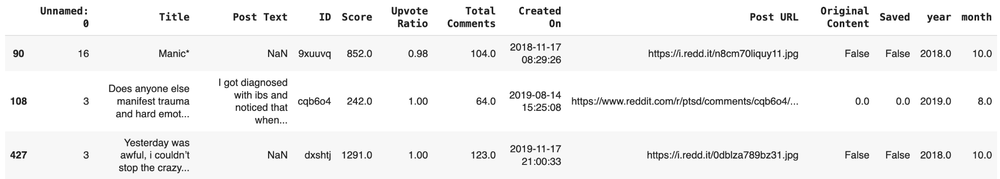 Unnamed: 0 Title Post Text ID Score Upvote Ratio Total Comments Created On Post URL Original Content Saved year month
90 16 Manic* NaN 9xuuvq 852.0 0.98 104.0 2018-11-17 08:29:26 https://i.redd.it/n8cm70liquy11.jpg False False 2018.0 10.0
108 3 Does anyone else manifest trauma and hard emot... I got diagnosed with ibs and noticed that when... cqb6o4 242.0 1.00 64.0 2019-08-14 15:25:08 https://www.reddit.com/r/ptsd/comments/cqb6o4/... 0.0 0.0 2019.0 8.0
427 3 Yesterday was awful, i couldn’t stop the crazy... NaN dxshtj 1291.0 1.00 123.0 2019-11-17 21:00:33 https://i.redd.it/0dblza789bz31.jpg False False 2018.0 10.0